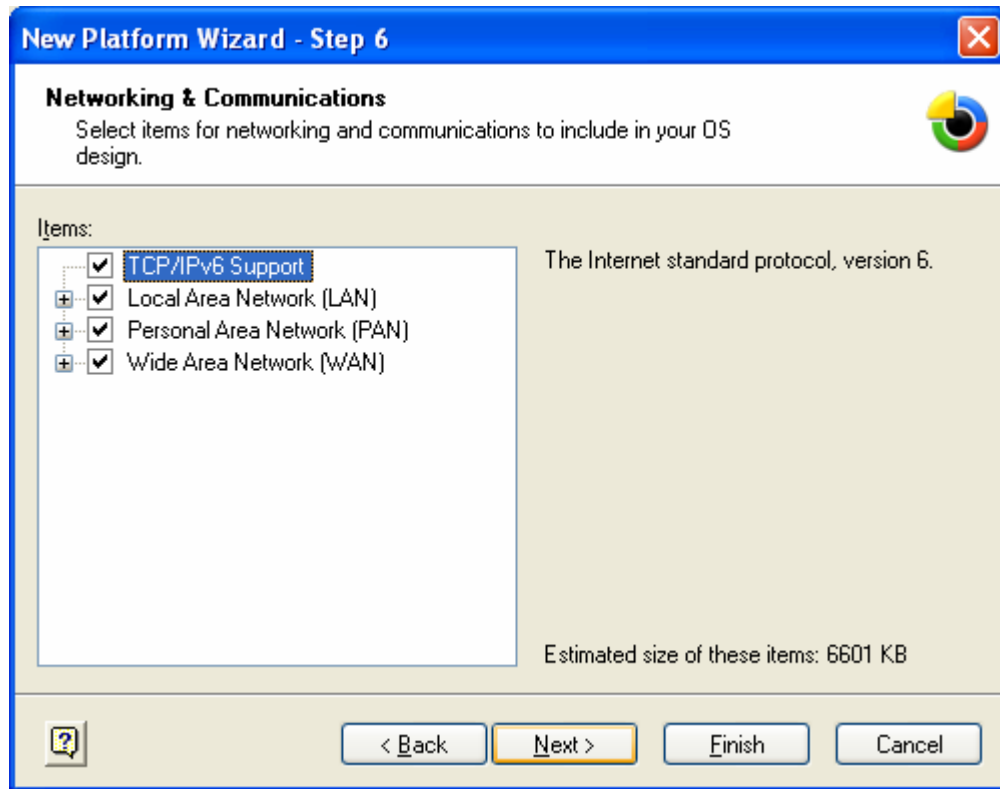 New Platform Wizard - Step 6
Networking & Communications
Select items for networking and communications to include in your OS
design.
Items:
TCP/IPv6 Support
Local Area Network (LAN)
Personal Area Network (PAN)
Wide Area Network (WAN)
The Internet standard protocol, version 6.
Estimated size of these items: 6601 KB
< Back
Next >
Finish
Cancel